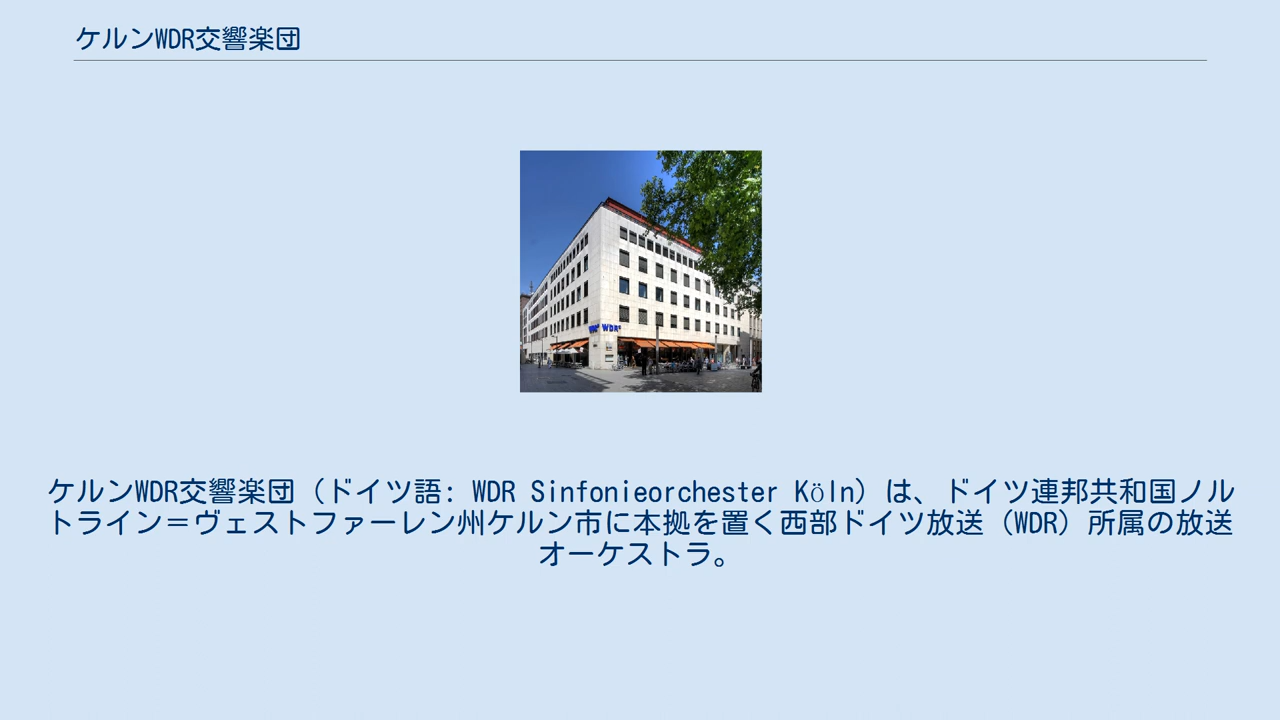 ケルンWDR交響楽団
WDR
ケルンWDR交響楽団（ドイツ語: WDR Sinfonieorchester Köln）は、ドイツ連邦共和国ノル
トライン＝ヴェストファーレン州ケルン市に本拠を置く西部ドイツ放送（WDR）所属の放送
オーケストラ。